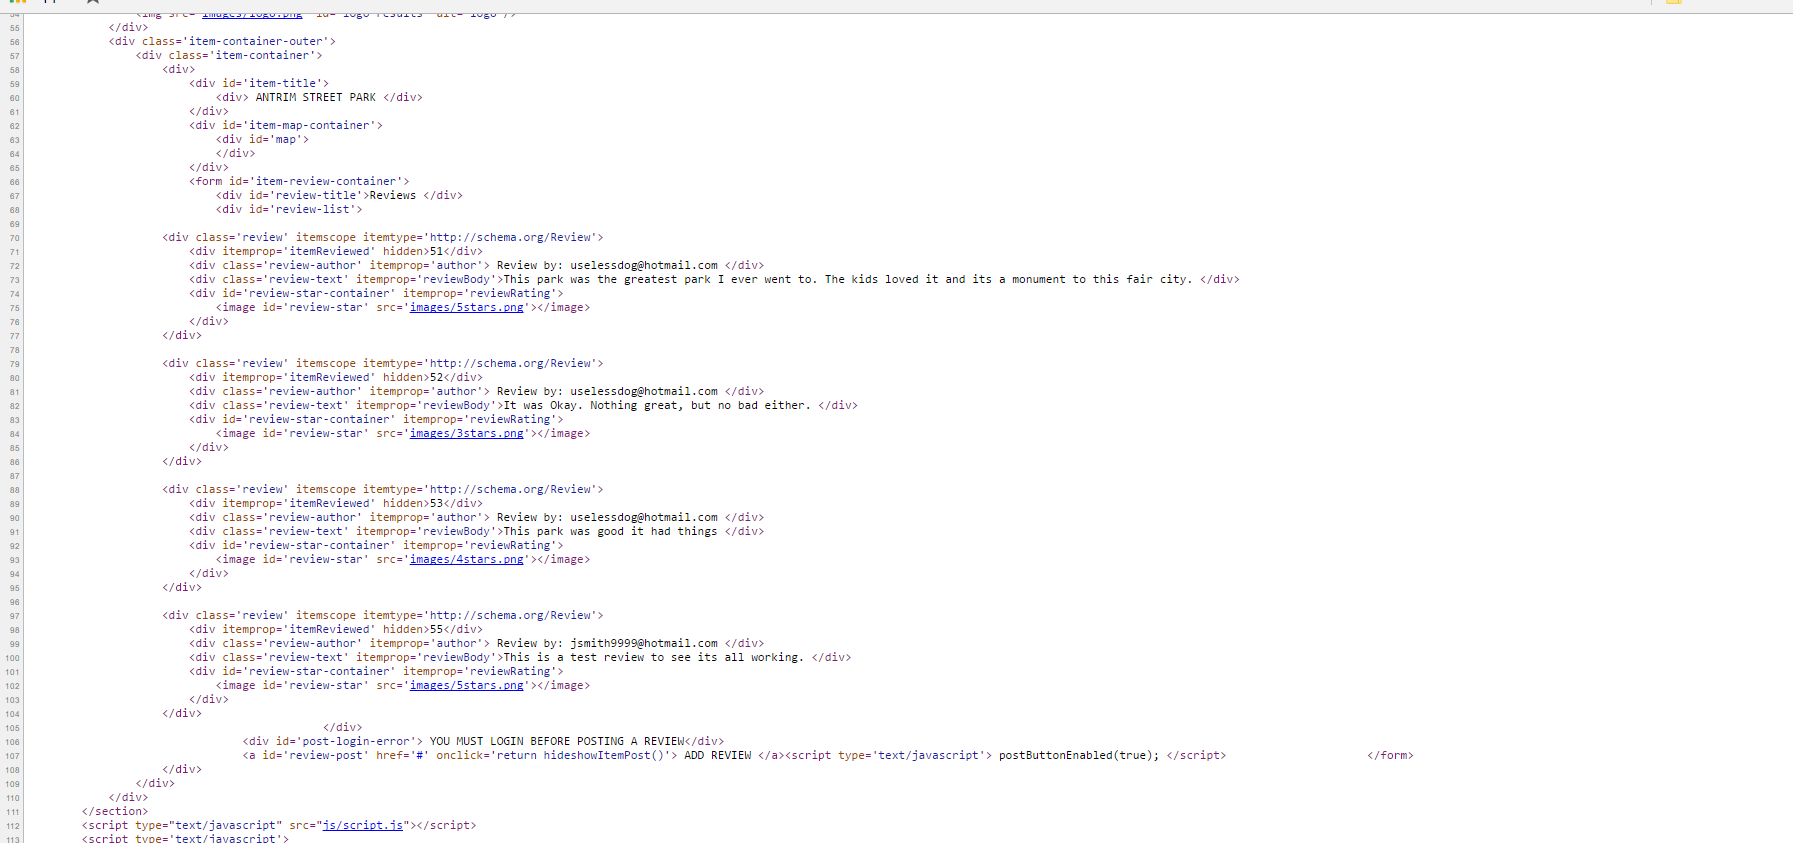 54 <img src='images/logo.png' id='logo-results' alt='logo'/>
55 </div>
56 <div class='item-container-outer'>
57 <div class='item-container'>
58 <div>
59 <div id='item-title'>
60 <div> ANTRIM STREET PARK </div>
61 </div>
62 <div id='item-map-container'>
63 <div id='map'>
64 </div>
65 </div>
66 <form id='item-review-container'>
67 <div id='review-title'>Reviews </div>
68 <div id='review-list'>
69
70 <div class='review' itemscope itemtype='http://schema.org/Review'>
71 <div itemprop='itemReviewed' hidden>51</div>
72 <div class='review-author' itemprop='author'> Review by: uselessdog@hotmail.com </div>
73 <div class='review-text' itemprop='reviewBody'>This park was the greatest park I ever went to. The kids loved it and its a monument to this fair city. </div>
74 <div id='review-star-container' itemprop='reviewRating'>
75 <image id='review-star' src='images/5stars.png'></image>
76 </div>
77 </div>
78
79 <div class='review' itemscope itemtype='http://schema.org/Review'>
80 <div itemprop='itemReviewed' hidden>52</div>
81 <div class='review-author' itemprop='author'> Review by: uselessdog@hotmail.com </div>
82 <div class='review-text' itemprop='reviewBody'>It was Okay. Nothing great, but no bad either. </div>
83 <div id='review-star-container' itemprop='reviewRating'>
84 <image id='review-star' src='images/3stars.png'></image>
85 </div>
86 </div>
87
88 <div class='review' itemscope itemtype='http://schema.org/Review'>
89 <div itemprop='itemReviewed' hidden>53</div>
90 <div class='review-author' itemprop='author'> Review by: uselessdog@hotmail.com </div>
91 <div class='review-text' itemprop='reviewBody'>This park was good it had things </div>
92 <div id='review-star-container' itemprop='reviewRating'>
93 <image id='review-star' src='images/4stars.png'></image>
94 </div>
95 </div>
96
97 <div class='review' itemscope itemtype='http://schema.org/Review'>
98 <div itemprop='itemReviewed' hidden>55</div>
99 <div class='review-author' itemprop='author'> Review by: jsmith9999@hotmail.com </div>
100 <div class='review-text' itemprop='reviewBody'>This is a test review to see its all working. </div>
101 <div id='review-star-container' itemprop='reviewRating'>
102 <image id='review-star' src='images/5stars.png'></image>
103 </div>
104 </div>
105 </div>
106 <div id='post-login-error'> YOU MUST LOGIN BEFORE POSTING A REVIEW</div>
107 <a id='review-post' href='#' onclick='return hideshowItemPost()'> ADD REVIEW </a><script type='text/javascript'> postButtonEnabled(true); </script> </form>
108 </div>
109 </div>
110 </div>
111 </section>
112 <script type="text/javascript" src="js/script.js"></script>
113 <script type='text/javascript'>